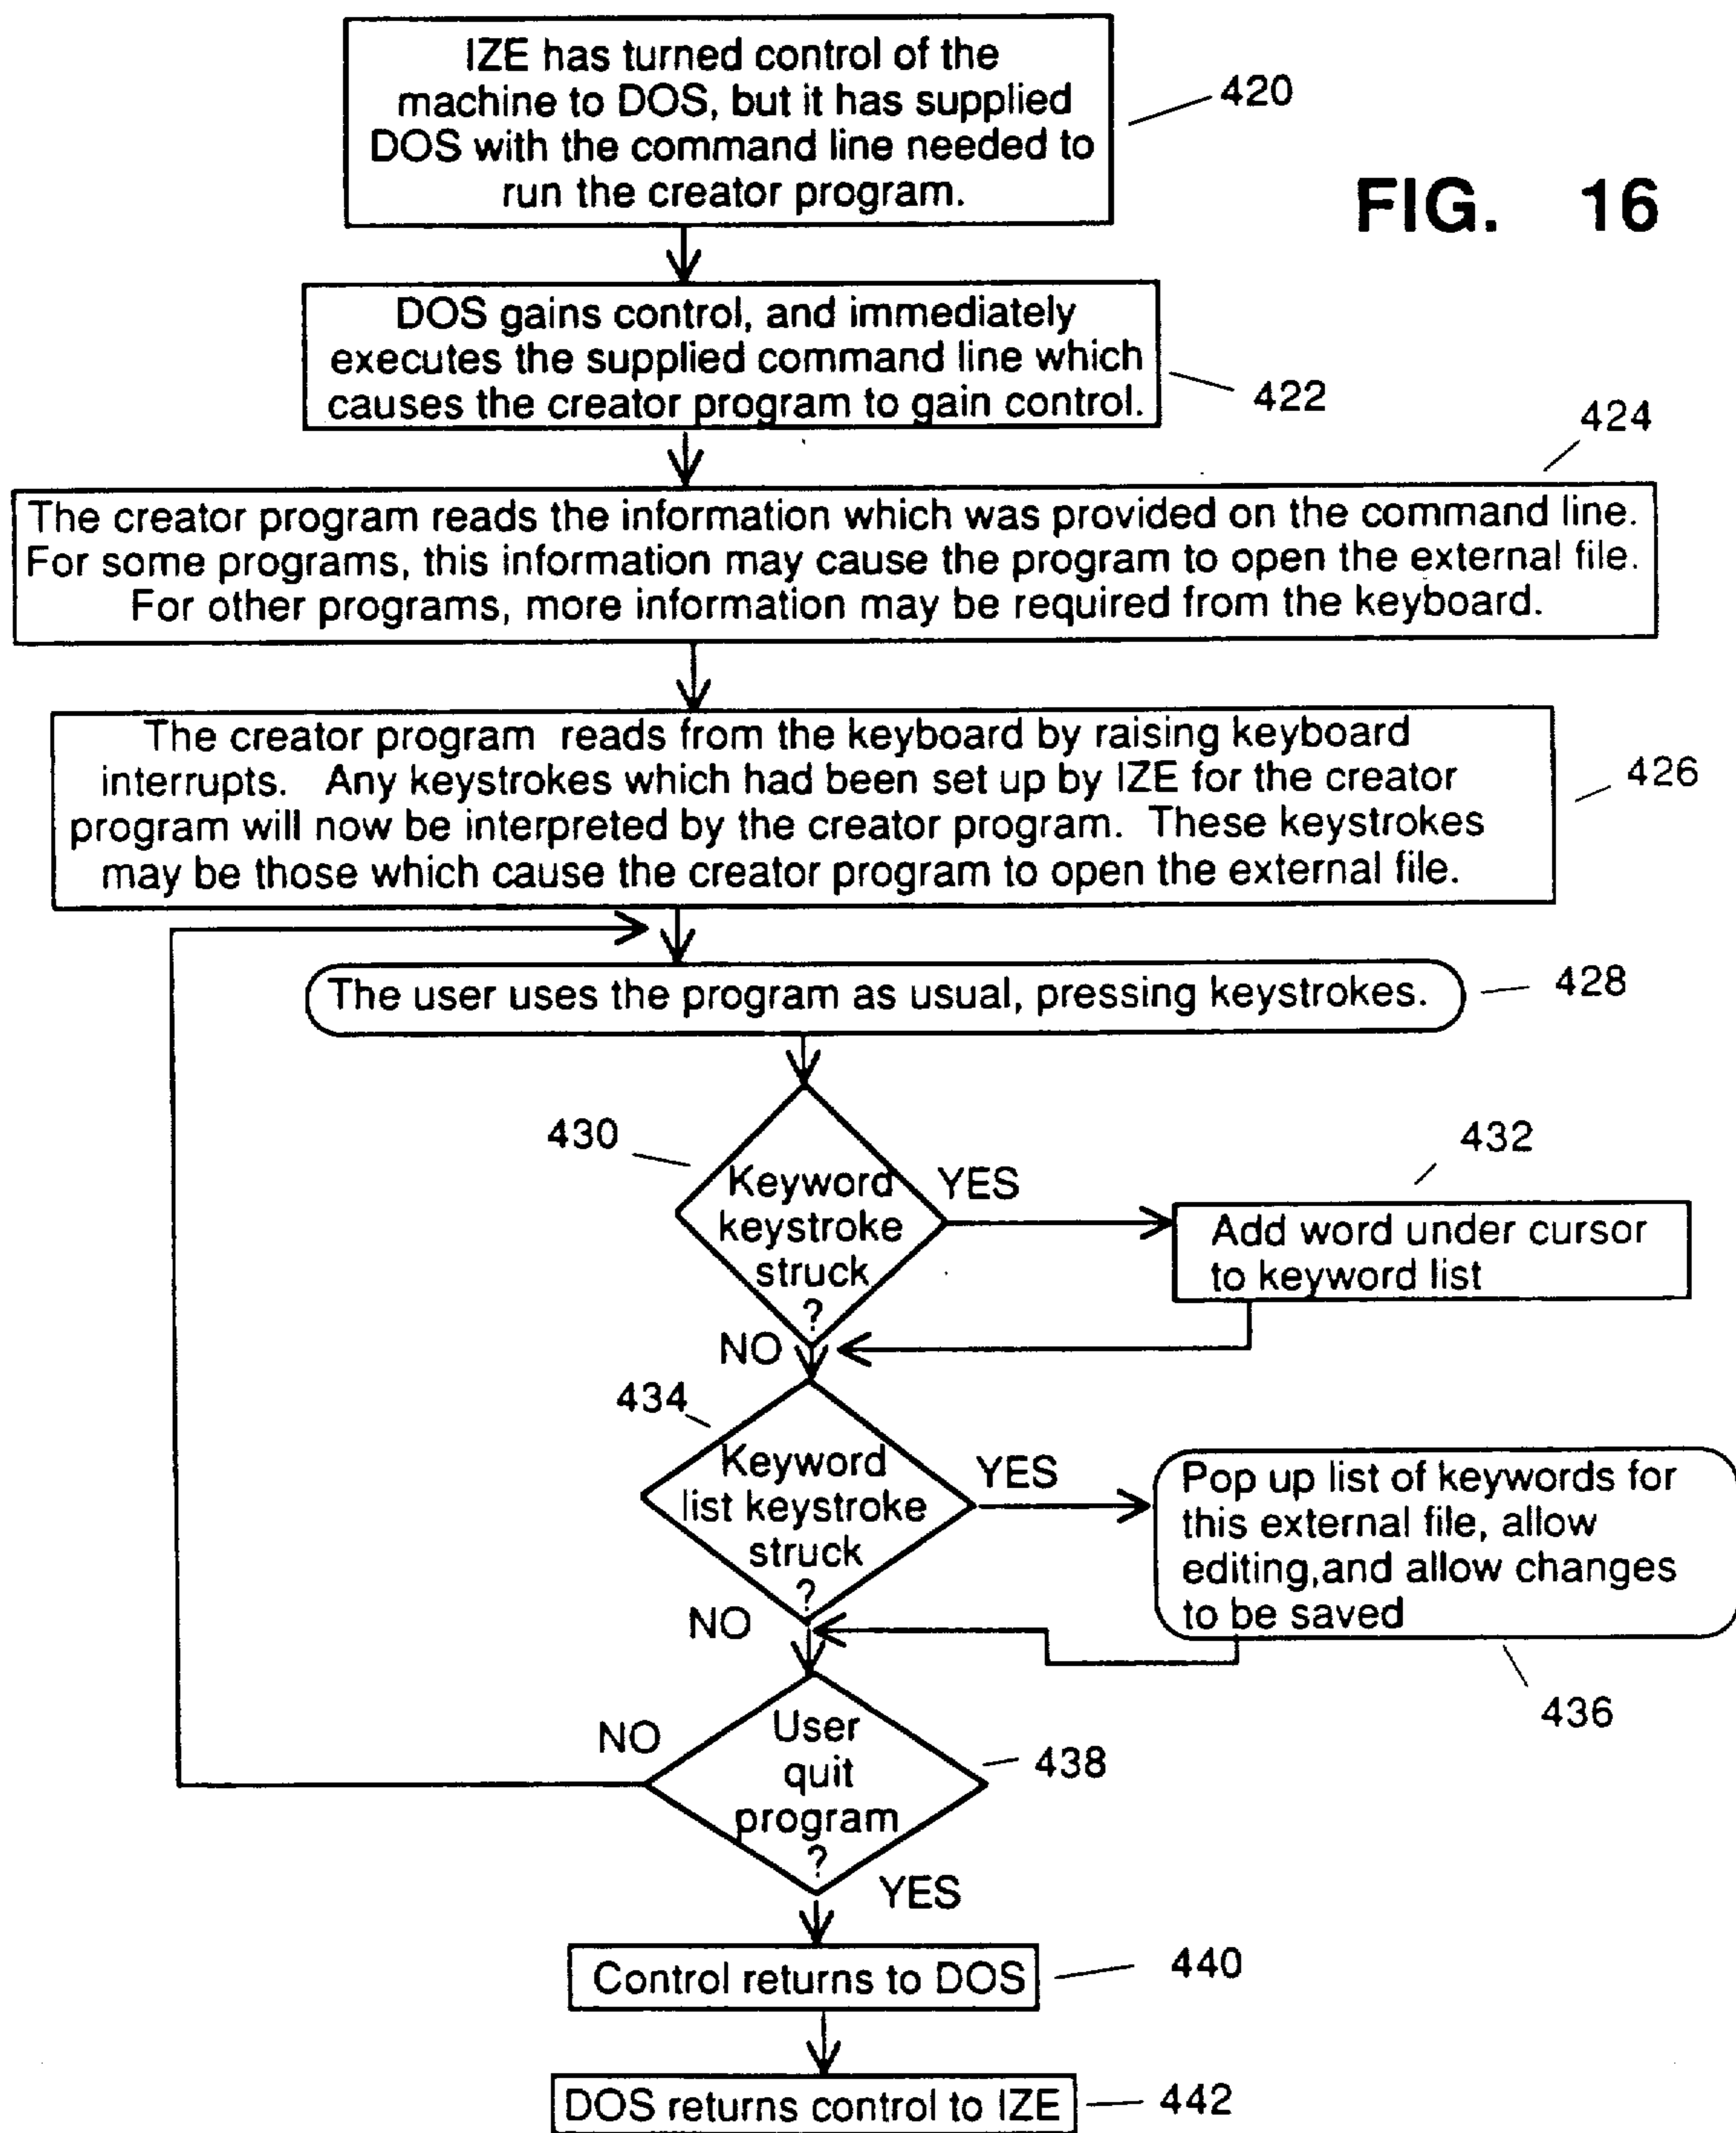 IZE has turned control of the
machine to DOS, but it has supplied
DOS with the command line needed to
run the creator program.
420
FIG. 16
DOS gains control, and immediately
executes the supplied command line which
causes the creator program to gain control.
422
424
The creator program reads the information which was provided on the command line.
For some programs, this information may cause the program to open the external file.
For other programs, more information may be required from the keyboard.
The creator program reads from the keyboard by raising keyboard
interrupts. Any keystrokes which had been set up by IZE for the creator
program will now be interpreted by the creator program. These keystrokes
may be those which cause the creator program to open the external file.
426
The user uses the program as usual, pressing keystrokes.
428
430
Keyword
keystroke
struck
?
YES
432
Add word under cursor
to keyword list
NO
434
Keyword
list keystroke
struck
?
YES
Pop up list of keywords for
this external file, allow
editing,and allow changes
to be saved
436
NO
User
quit
program
?
NO
438
YES
Control returns to DOS
440
DOS returns control to IZE
442